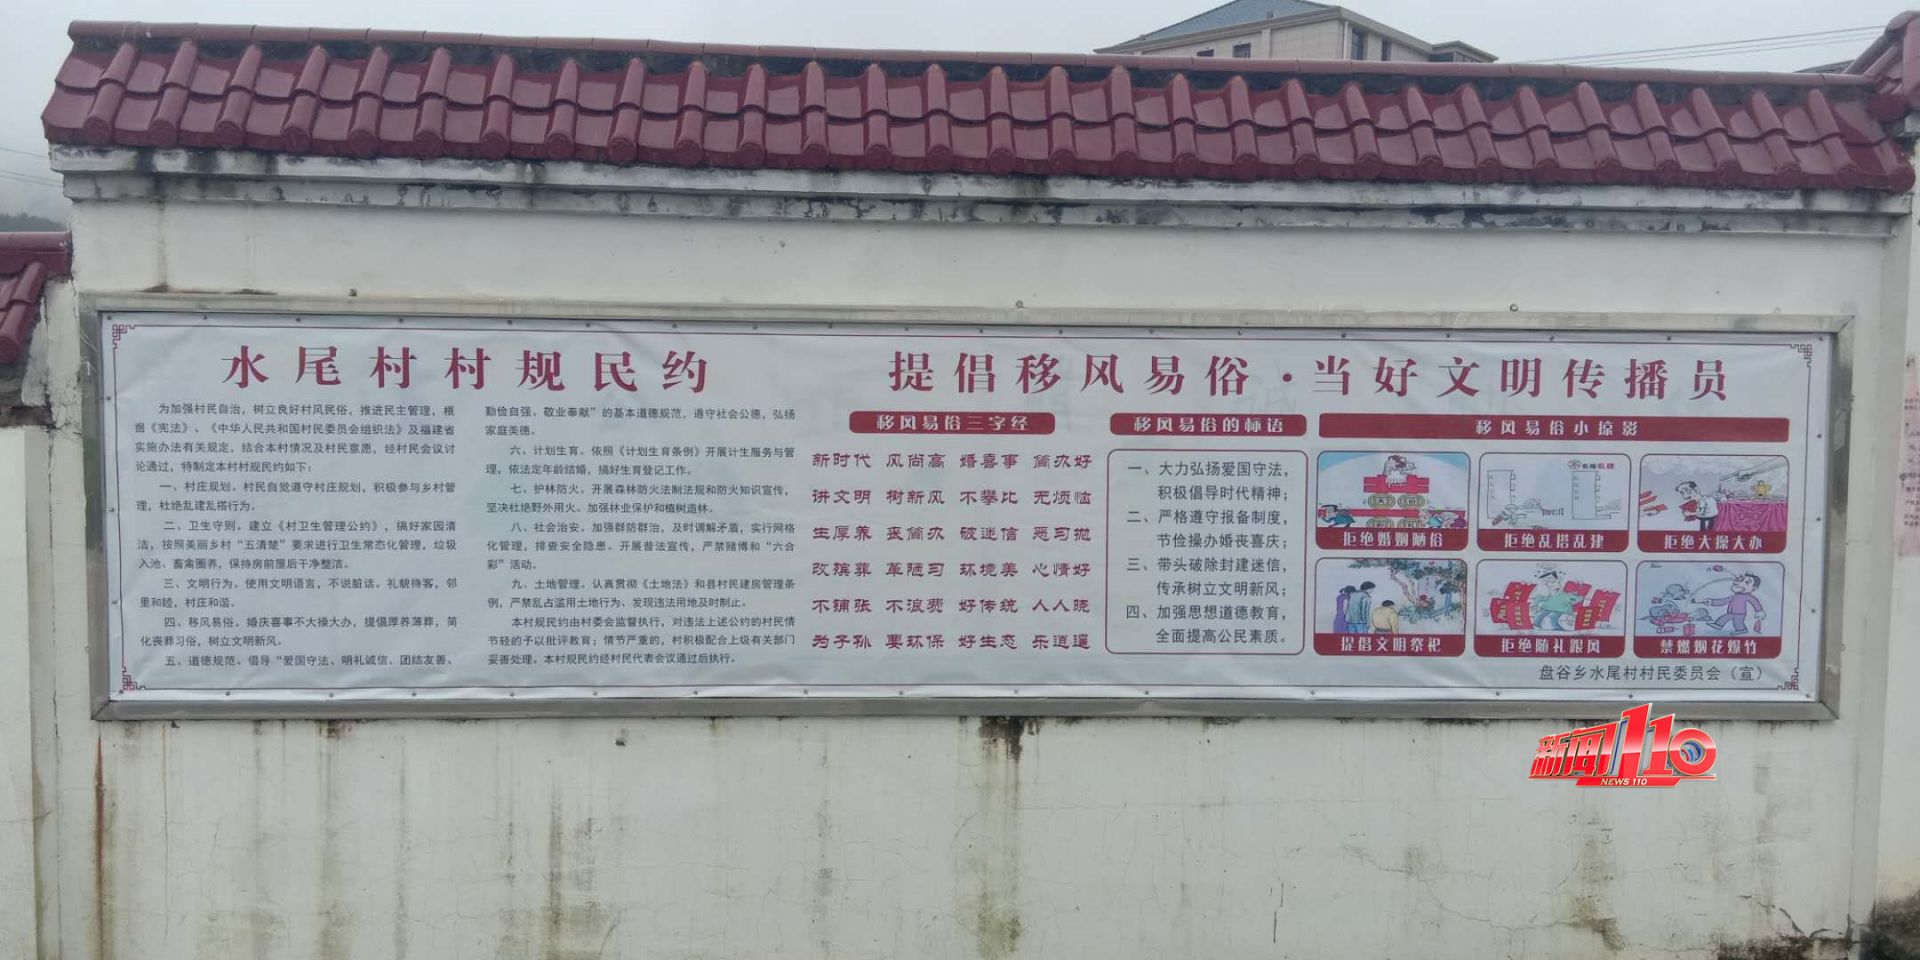 水尾村村规民约
为加强村民自治，树立良好村风民俗，推进民主管理，根
据《宪法》、《中华人民共和国村民委员会组织法》及福建省
实施办法有关规定，结合本村情况及村民意愿，经村民会议讨
论通过，特制定本村村规民约如下：
一、村庄规划。村民自觉遵守村庄规划，积极参与乡村管
理，杜绝乱建乱搭行为。
二、卫生守则，建立《村卫生管理公约》，搞好家园清
洁，按照美丽乡村“五清楚”要求进行卫生常态化管理，垃圾
入池、畜禽圈养，保持房前屋后干净整洁。
三、文明行为。使用文明语言，不说脏话。礼貌待客，邻
里和睦，村庄和谐。
四、移风易俗。婚庆喜事不大操大办，提倡厚养薄葬，简
化丧葬习俗，树立文明新风。
五、道德规范。倡导“爱国守法、明礼诚信、团结友善、
勤俭自强、敬业奉献”的基本道德规范，遵守社会公德，弘扬
家庭美德。
六、计划生育。依照《计划生育条例》开展计生服务与管
理，依法定年龄结婚，搞好生育登记工作。
七、护林防火。开展森林防火法制法规和防火知识宣传，
坚决杜绝野外用火。加强林业保护和植树造林。
八、社会治安。加强群防群治，及时调解矛盾，实行网格
化管理，排查安全隐患。开展普法宣传，严禁赌博和“六合
彩”活动。
九、土地管理。认真贯彻《土地法》和县村民建房管理条
例，严禁乱占滥用土地行为、发现违法用地及时制止。
本村规民约由村委会监督执行，对违法上述公约的村民情
节轻的予以批评教育；情节严重的，村积极配合上级有关部门
妥善处理。本村规民约经村民代表会议通过后执行。
提倡移风易俗·当好文明传播员
移风易俗三字经
新时代 风尚高 婚喜事 简办好
讲文明 树新风 不攀比 无烦恼
生厚养 丧简办 破迷信 恶习抛
改殡葬 革陋习 环境美 心情好
不铺张 不浪费 好传统 人人晓
为子孙 要环保 好生态 乐逍遥
移风易俗的标语
一、大力弘扬爱国守法，
积极倡导时代精神；
二、严格遵守报备制度，
节俭操办婚丧喜庆；
三、带头破除封建迷信，
传承树立文明新风；
四、加强思想道德教育，
全面提高公民素质。
移风易俗小掠影
拒绝婚姻陋俗
拒绝乱搭乱建
拒绝大操大办
提倡文明祭祀
拒绝随礼跟风
禁燃烟花爆竹
盘谷乡水尾村村民委员会（宣）
新闻110
NEWS 110